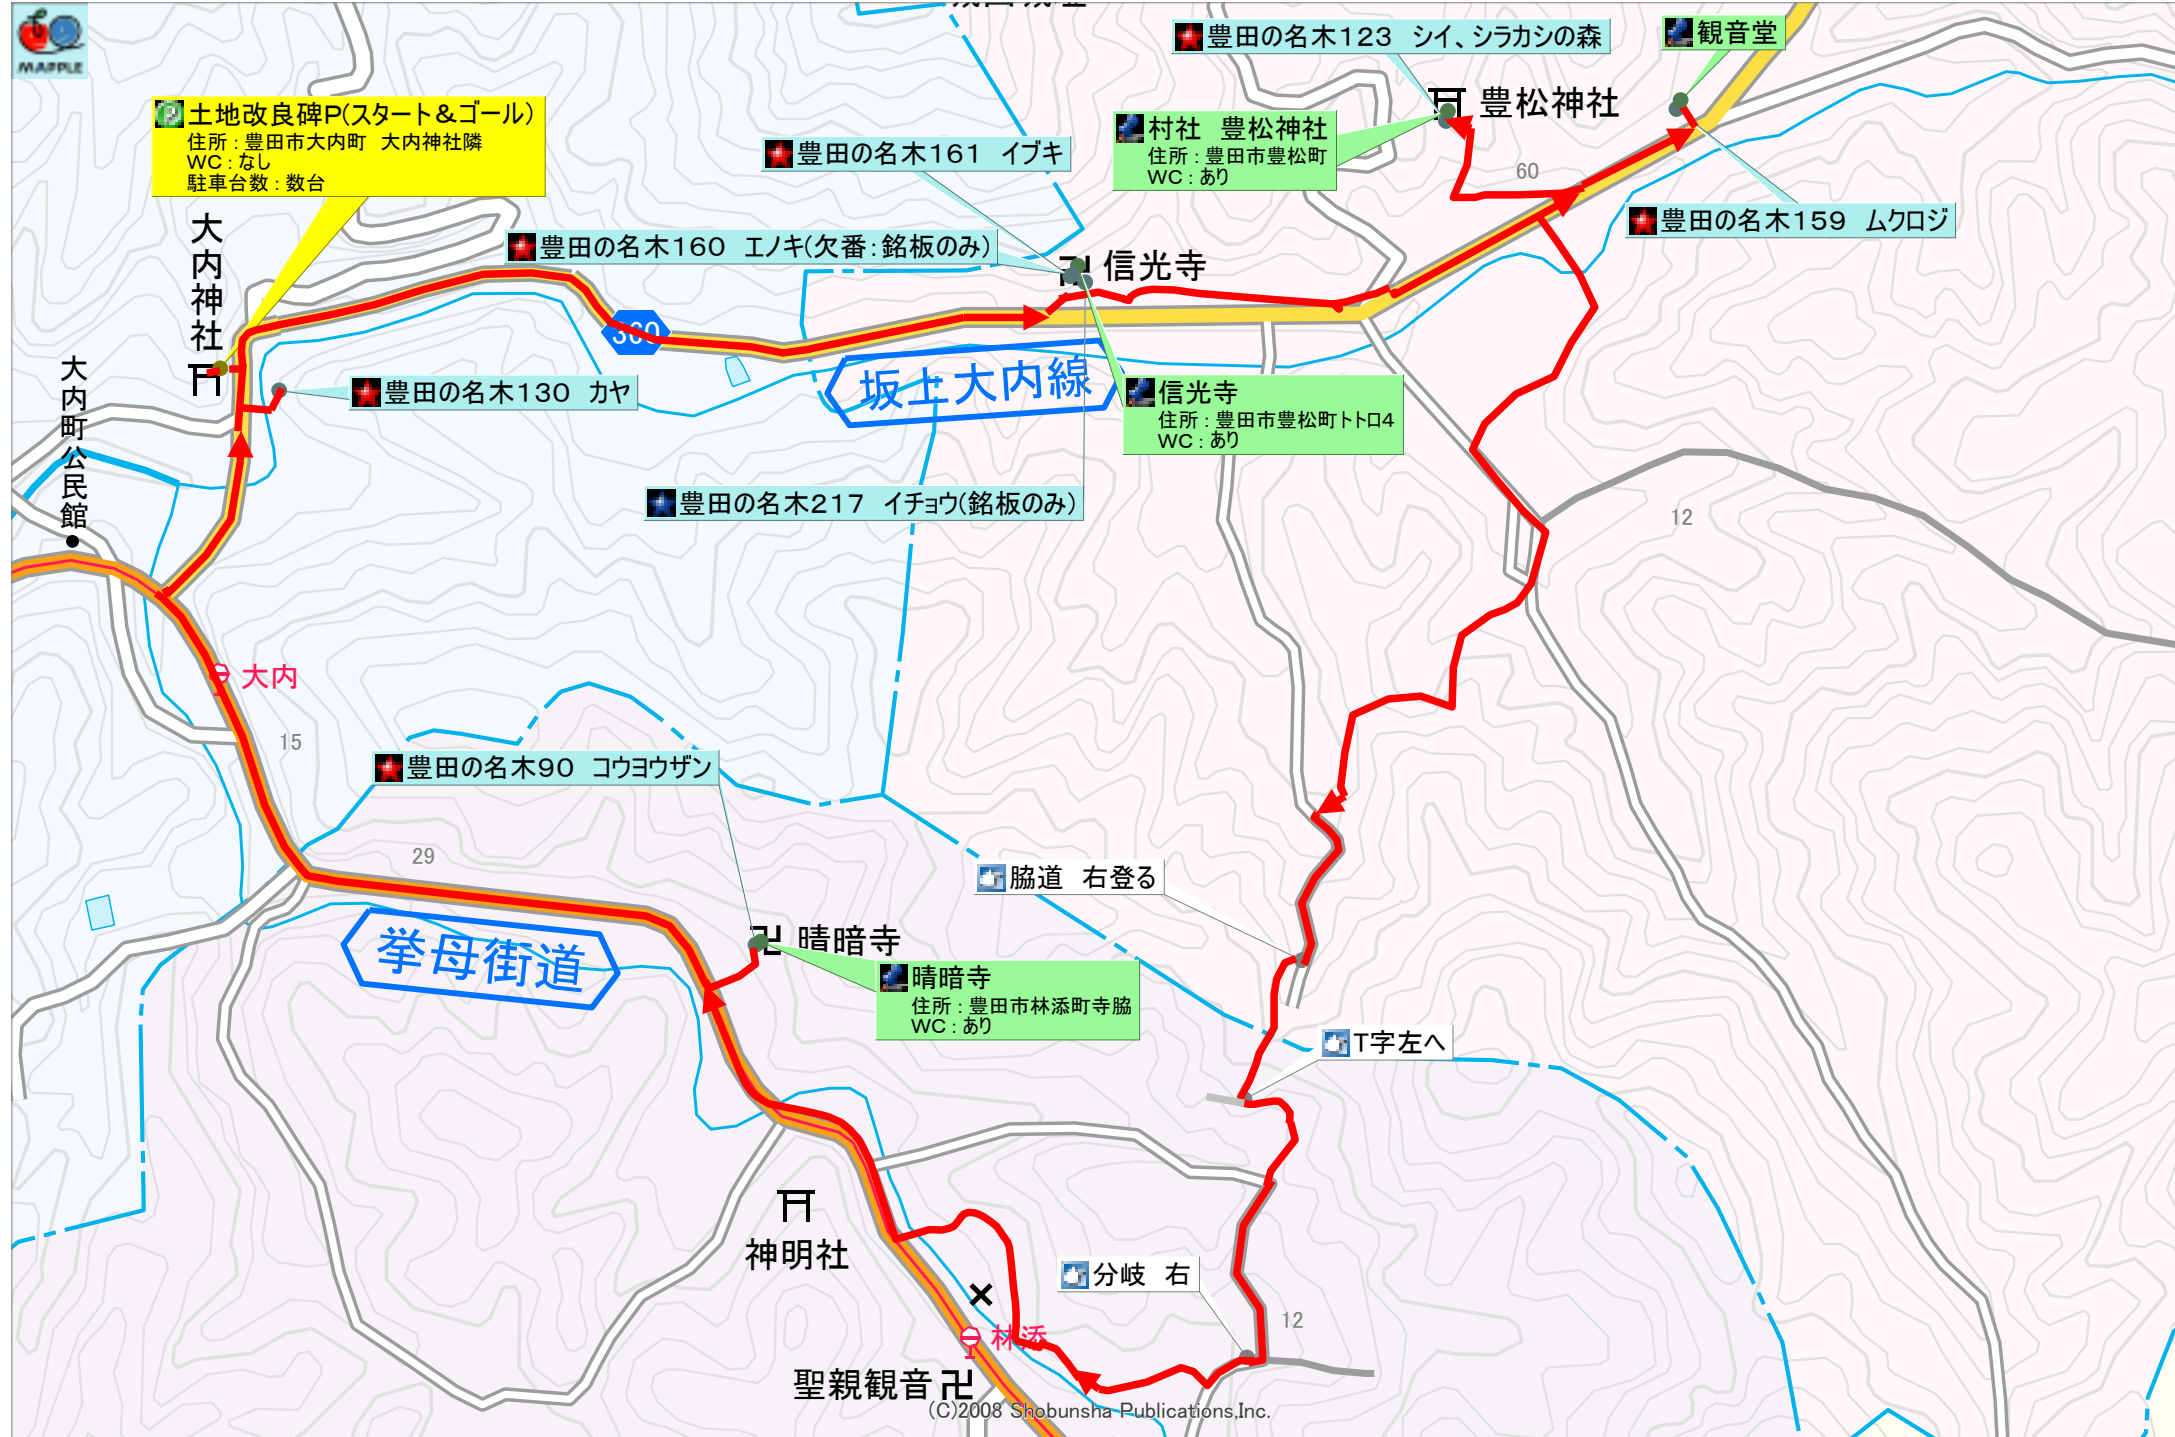 MAPPLE
豊田の名木123 シイ、シラカシの森
観音堂
土地改良碑P(スタート＆ゴール)
住所：豊田市大内町 大内神社隣
WC：なし
駐車台数：数台
豊松神社
村社 豊松神社
住所：豊田市豊松町
WC：あり
豊田の名木161 イブキ
60
豊田の名木159 ムクロジ
大内神社
豊田の名木160 エノキ(欠番：銘板のみ)
信光寺
360
坂上大内線
大内町公民館
豊田の名木130 カヤ
信光寺
住所：豊田市豊松町トトロ4
WC：あり
豊田の名木217 イチョウ(銘板のみ)
12
大内
15
豊田の名木90 コウヨウザン
29
脇道 右登る
挙母街道
晴暗寺
晴暗寺
住所：豊田市林添町寺脇
WC：あり
T字左へ
神明社
分岐 右
12
林添
聖親観音
(C)2008 Shobunsha Publications,Inc.